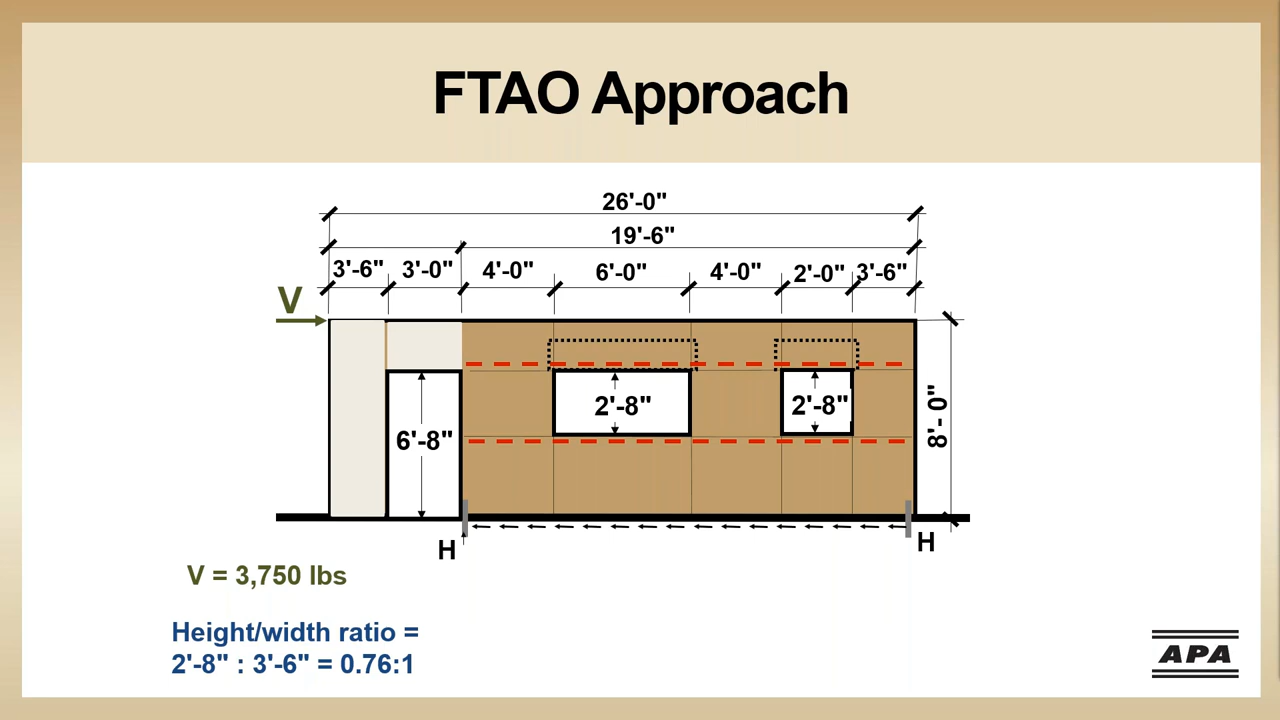 FTAO Approach
26'-0"
19'-6"
3'-6" 3'-0" 4'-0" 6'-0" 4'-0" 2'-0" 3'-6"
V
2'-8" 2'-8"
8'- 0"
6'-8"
H H
V = 3,750 lbs
Height/width ratio =
2'-8" : 3'-6" = 0.76:1
APA